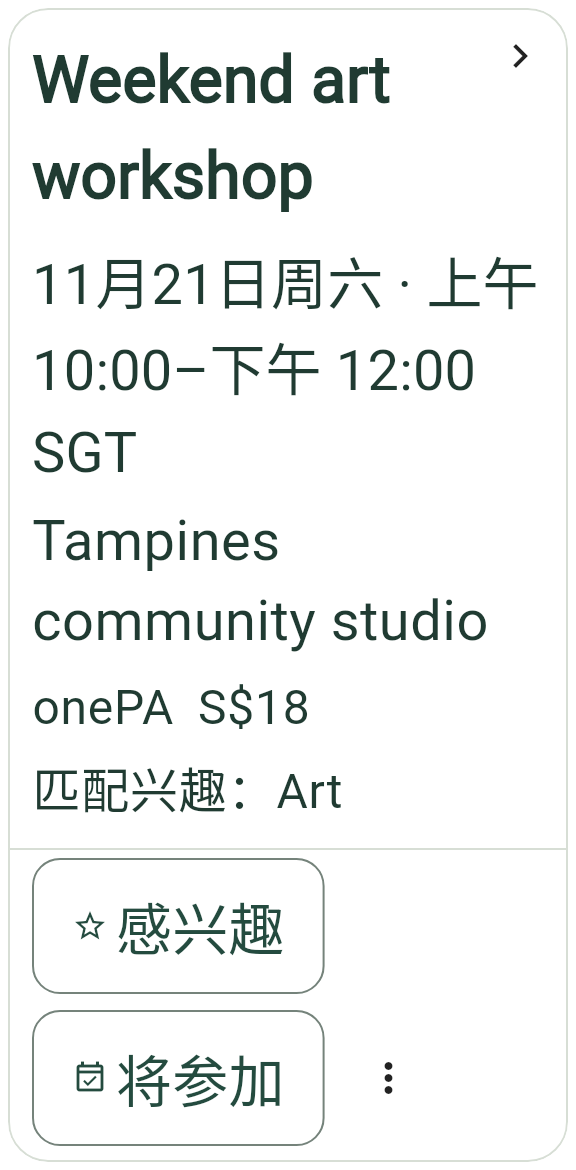 Weekend art
workshop
11月21日周六 · 上午
10:00–下午 12:00
SGT
Tampines
community studio
onePA S$18
匹配兴趣：Art
感兴趣
将参加